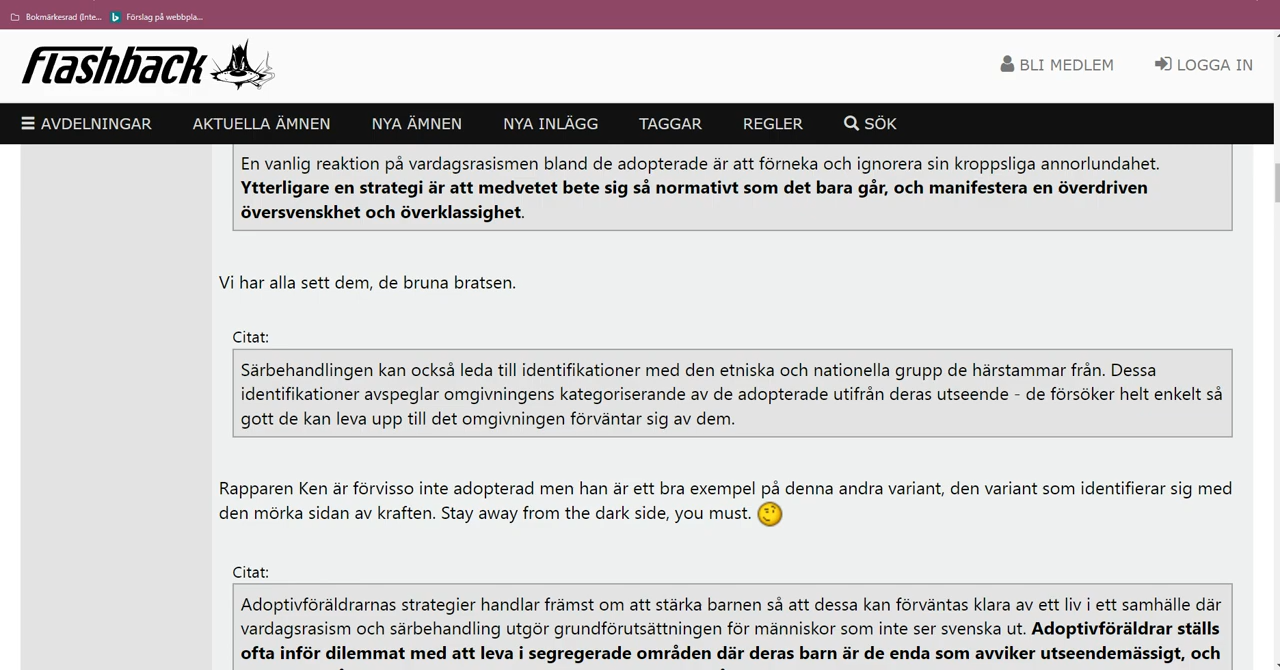 Bokmärkesrad (Inte... Förslag på webbpla...
flashback
BLI MEDLEM LOGGA IN
AVDELNINGAR AKTUELLA ÄMNEN NYA ÄMNEN NYA INLÄGG TAGGAR REGLER SÖK
En vanlig reaktion på vardagsrasismen bland de adopterade är att förneka och ignorera sin kroppsliga annorlundahet.
Ytterligare en strategi är att medvetet bete sig så normativt som det bara går, och manifestera en överdriven
översvenskhet och överklassighet.
Vi har alla sett dem, de bruna bratsen.
Citat:
Särbehandlingen kan också leda till identifikationer med den etniska och nationella grupp de härstammar från. Dessa
identifikationer avspeglar omgivningens kategoriserande av de adopterade utifrån deras utseende - de försöker helt enkelt så
gott de kan leva upp till det omgivningen förväntar sig av dem.
Rapparen Ken är förvisso inte adopterad men han är ett bra exempel på denna andra variant, den variant som identifierar sig med
den mörka sidan av kraften. Stay away from the dark side, you must.
Citat:
Adoptivföräldrarnas strategier handlar främst om att stärka barnen så att dessa kan förväntas klara av ett liv i ett samhälle där
vardagsrasism och särbehandling utgör grundförutsättningen för människor som inte ser svenska ut. Adoptivföräldrar ställs
ofta inför dilemmat med att leva i segregerade områden där deras barn är de enda som avviker utseendemässigt, och